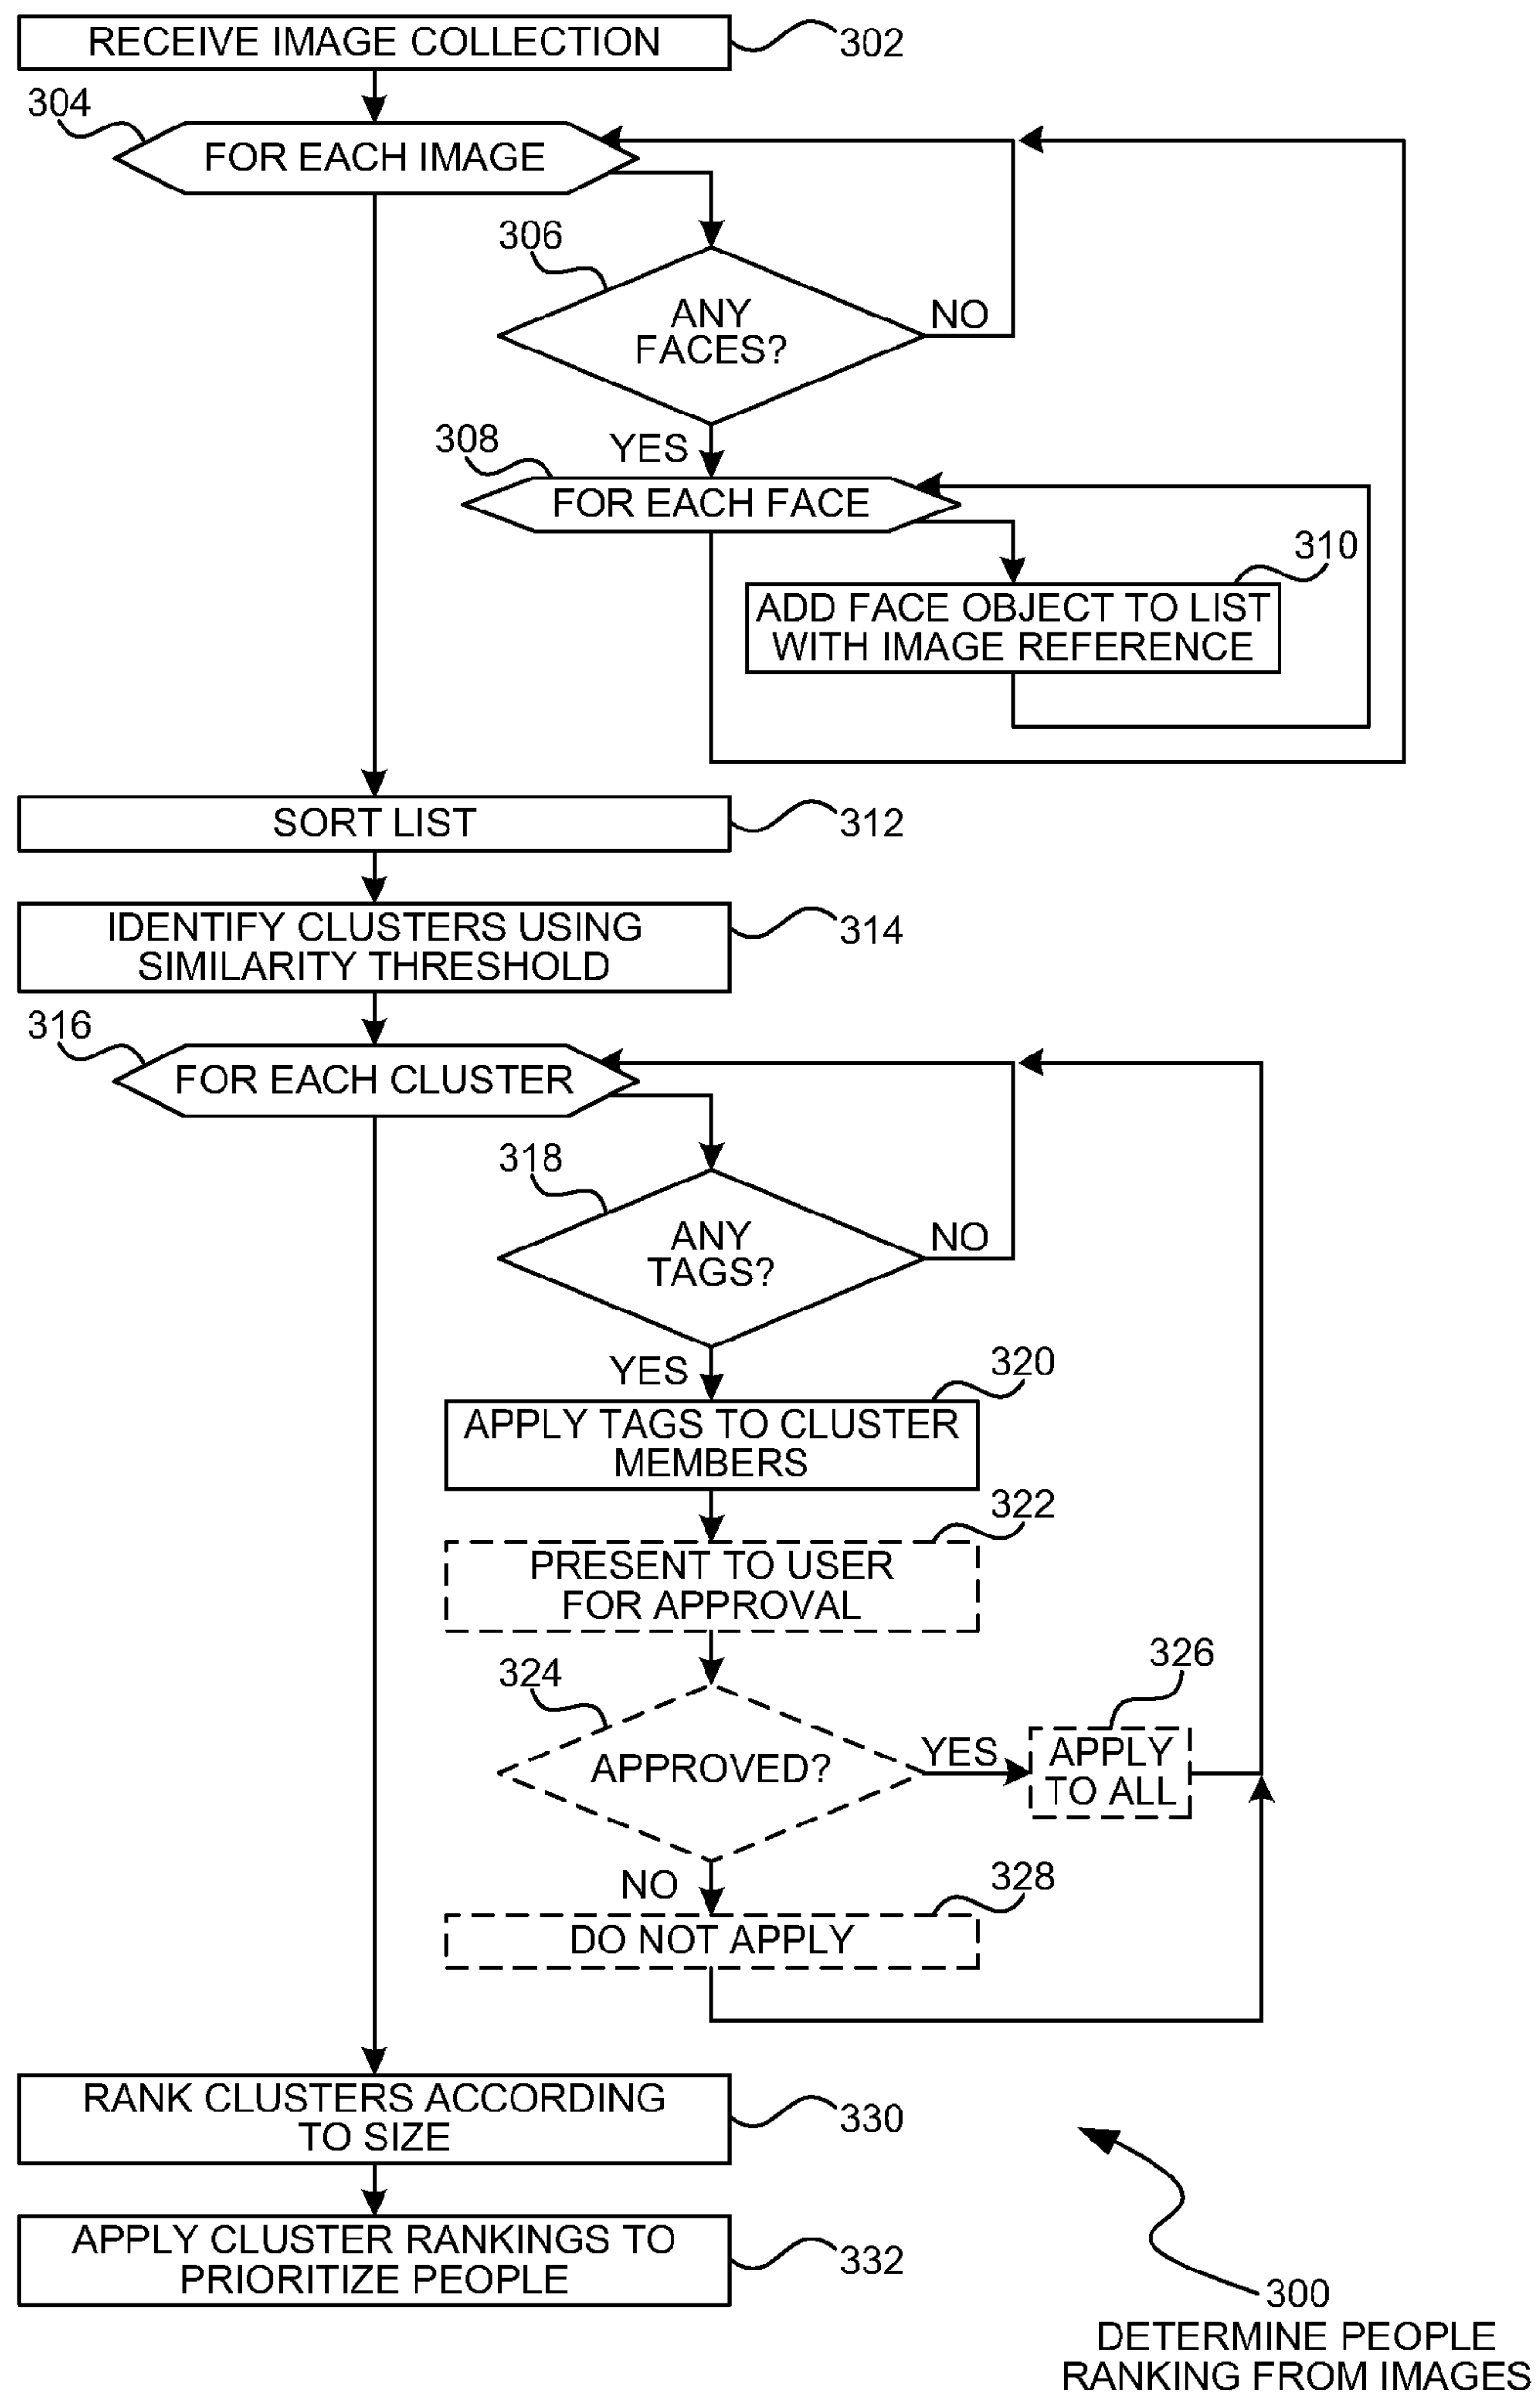 RECEIVE IMAGE COLLECTION
302
304
FOR EACH IMAGE
306
ANY
FACES?
NO
YES
308
FOR EACH FACE
310
ADD FACE OBJECT TO LIST
WITH IMAGE REFERENCE
SORT LIST
312
IDENTIFY CLUSTERS USING
SIMILARITY THRESHOLD
314
316
FOR EACH CLUSTER
318
ANY
TAGS?
NO
YES
320
APPLY TAGS TO CLUSTER
MEMBERS
322
PRESENT TO USER
FOR APPROVAL
324
APPROVED?
YES
326
APPLY
TO ALL
NO
328
DO NOT APPLY
RANK CLUSTERS ACCORDING
TO SIZE
330
APPLY CLUSTER RANKINGS TO
PRIORITIZE PEOPLE
332
300
DETERMINE PEOPLE
RANKING FROM IMAGES